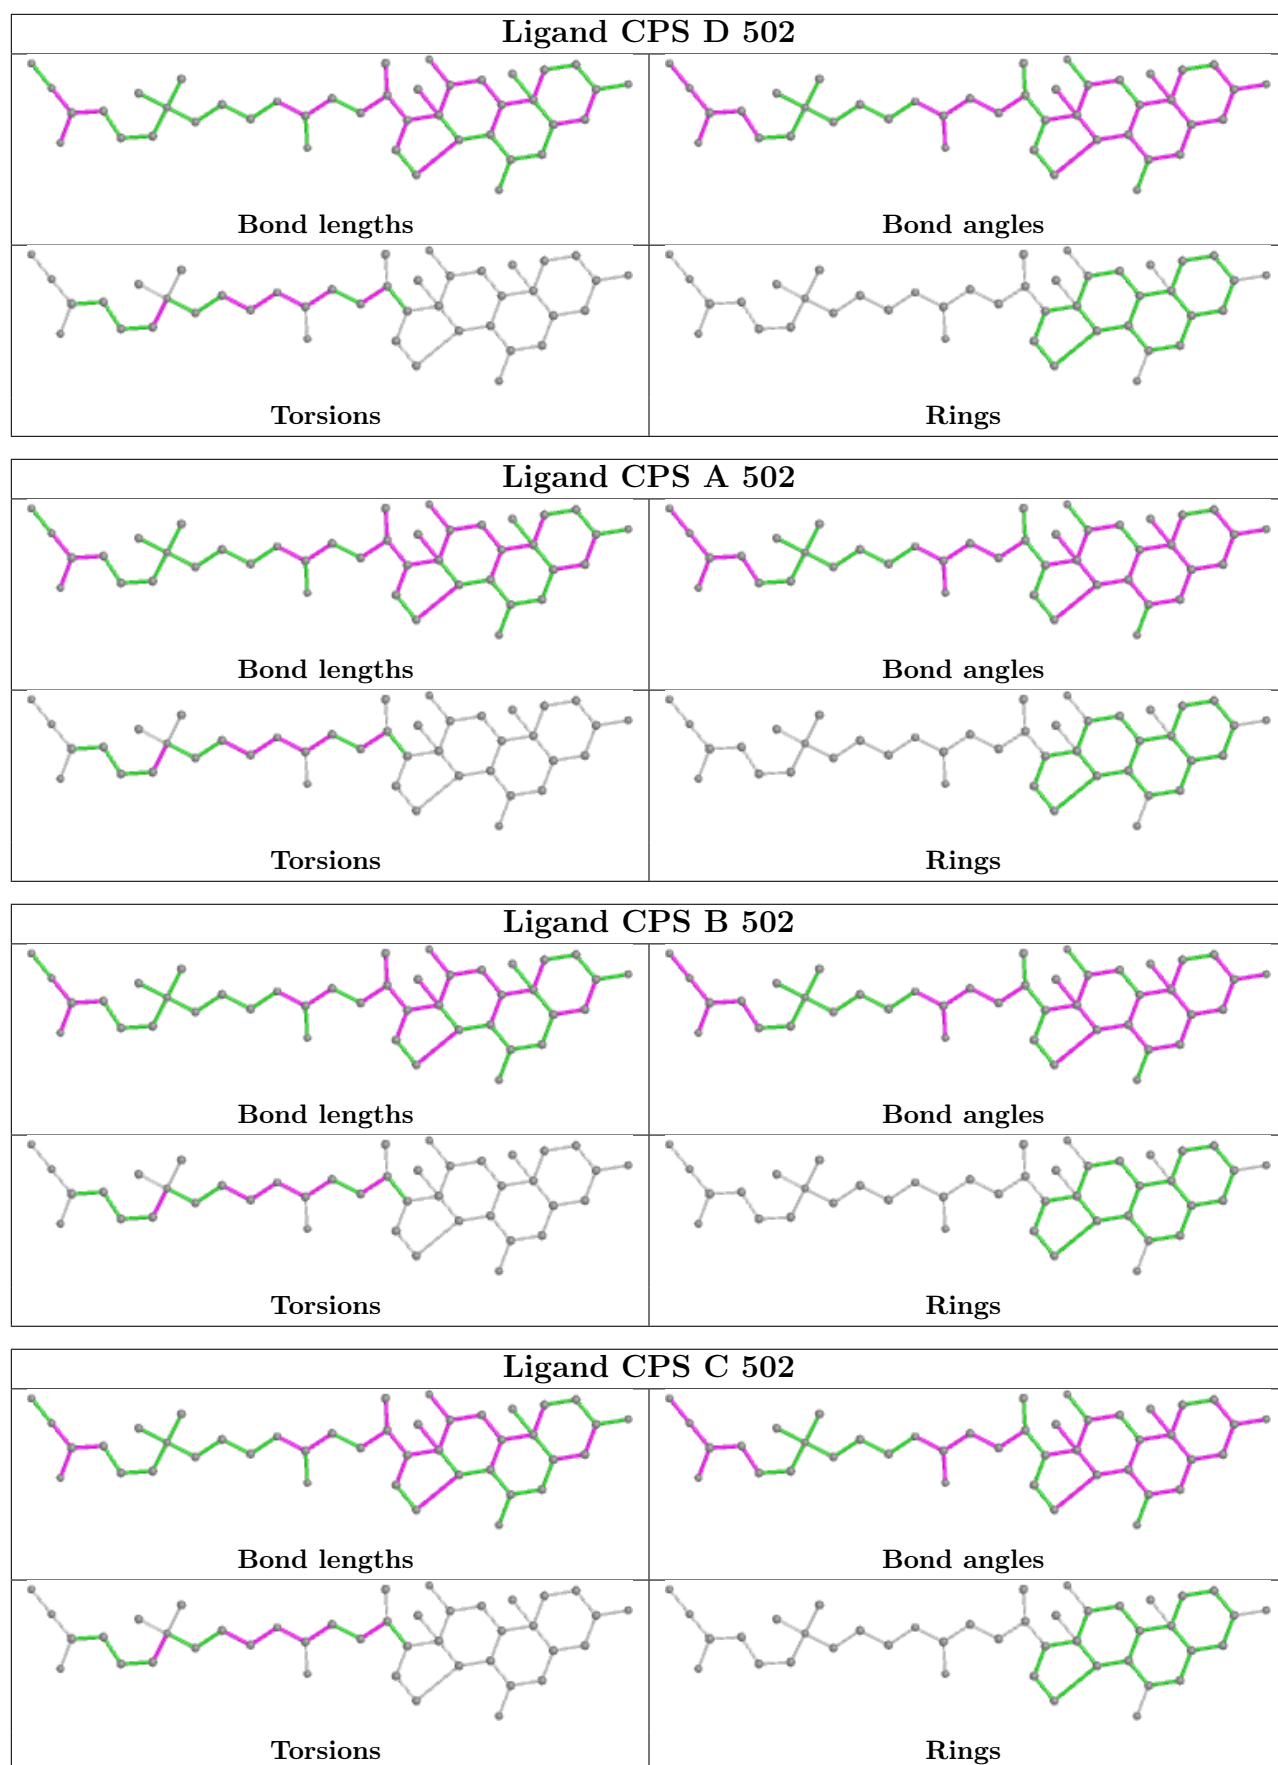 Ligand CPS D 502
Bond lengths
Bond angles
Torsions
Rings
Ligand CPS A 502
Bond lengths
Bond angles
Torsions
Rings
Ligand CPS B 502
Bond lengths
Bond angles
Torsions
Rings
Ligand CPS C 502
Bond lengths
Bond angles
Torsions
Rings